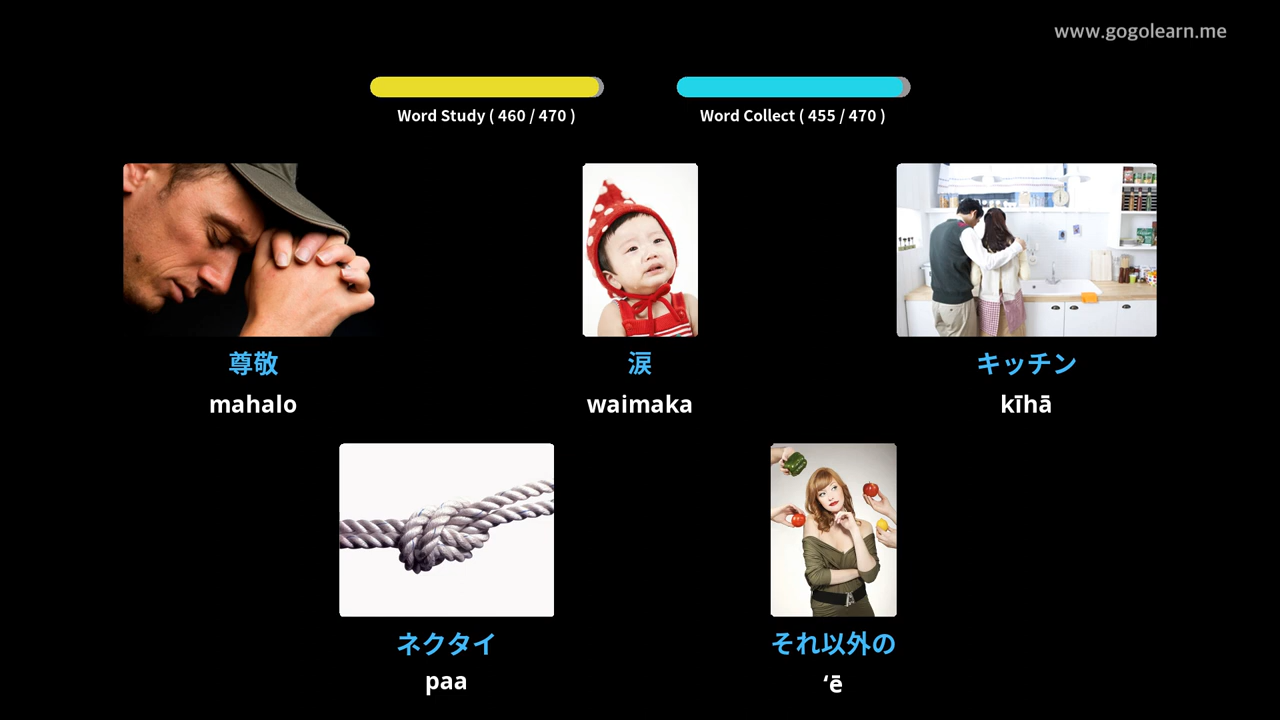 www.gogolearn.me
Word Study ( 460 / 470 )
Word Collect ( 455 / 470 )
尊敬
mahalo
涙
waimaka
キッチン
kīhā
ネクタイ
paa
それ以外の
ʻē